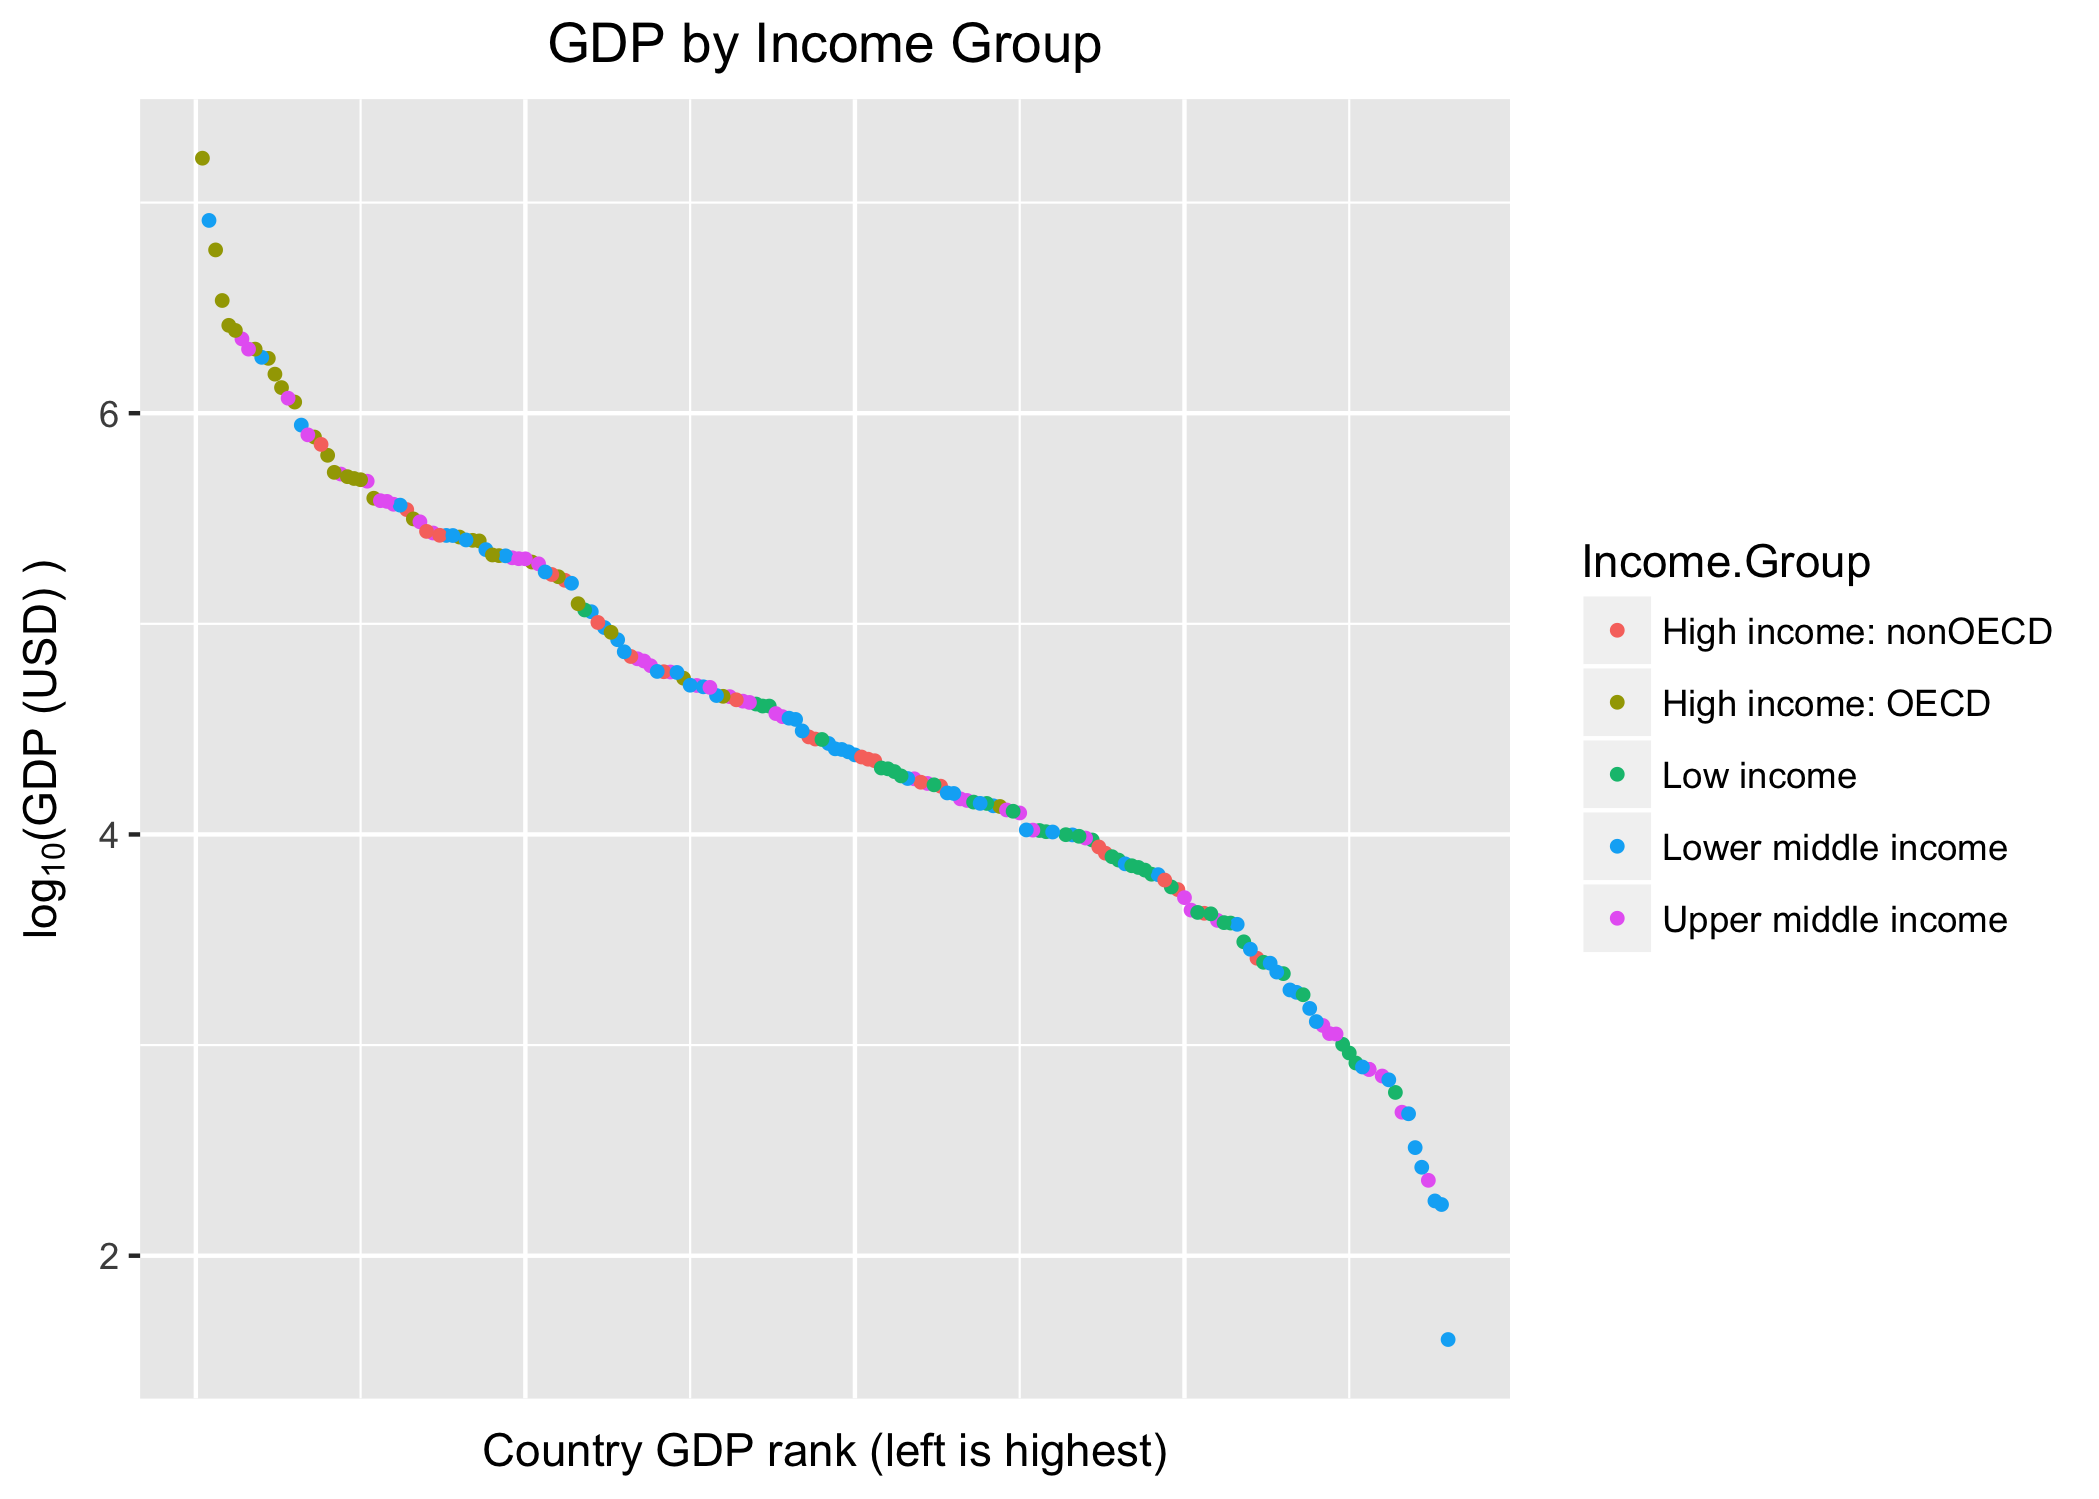 GDP by Income Group
log₁₀(GDP (USD) )
6
4
2
Country GDP rank (left is highest)
Income.Group
High income: nonOECD
High income: OECD
Low income
Lower middle income
Upper middle income